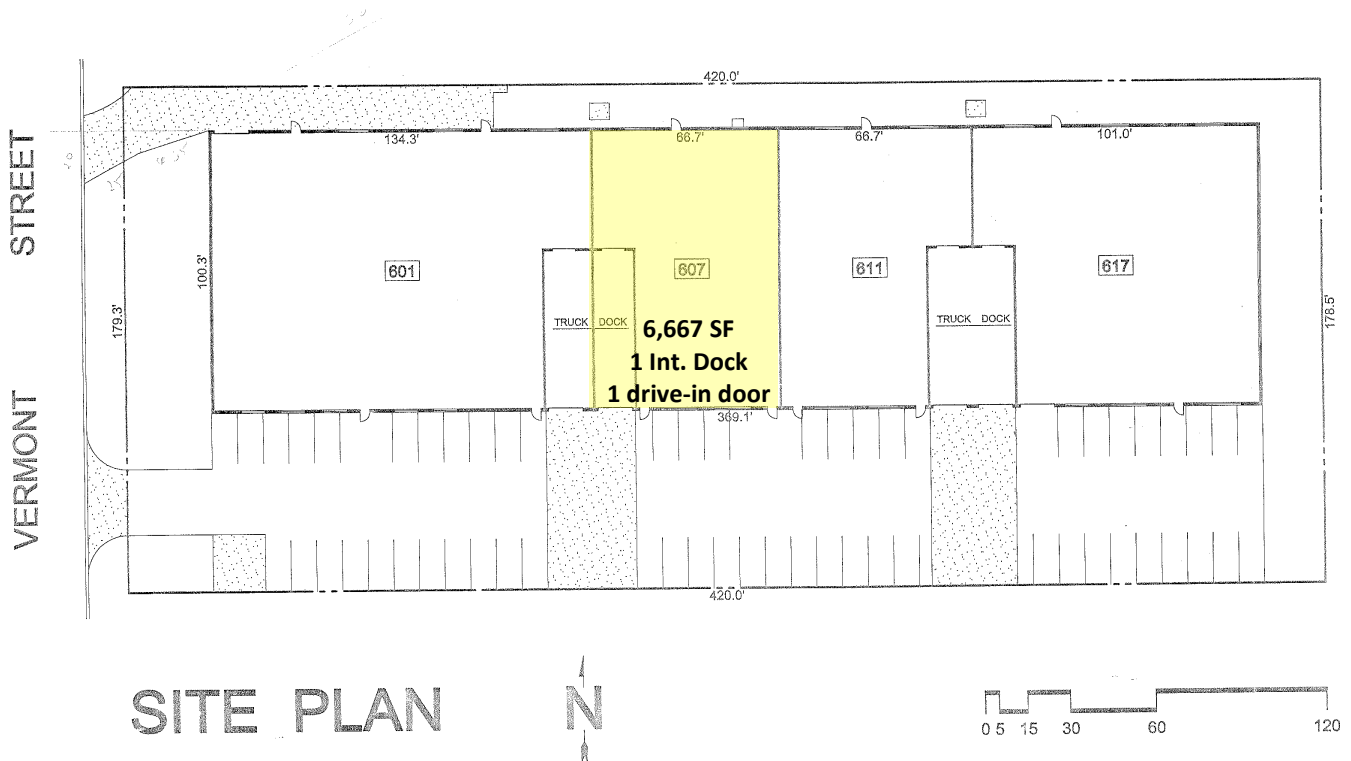 420.0'
134.3'
66.7'
66.7'
101.0'
STREET
VERMONT
179.3'
100.3'
601
607
611
617
178.5'
TRUCK DOCK
TRUCK DOCK
6,667 SF
1 Int. Dock
1 drive-in door
369.1'
420.0'
SITE PLAN
N
0 5 15 30 60 120